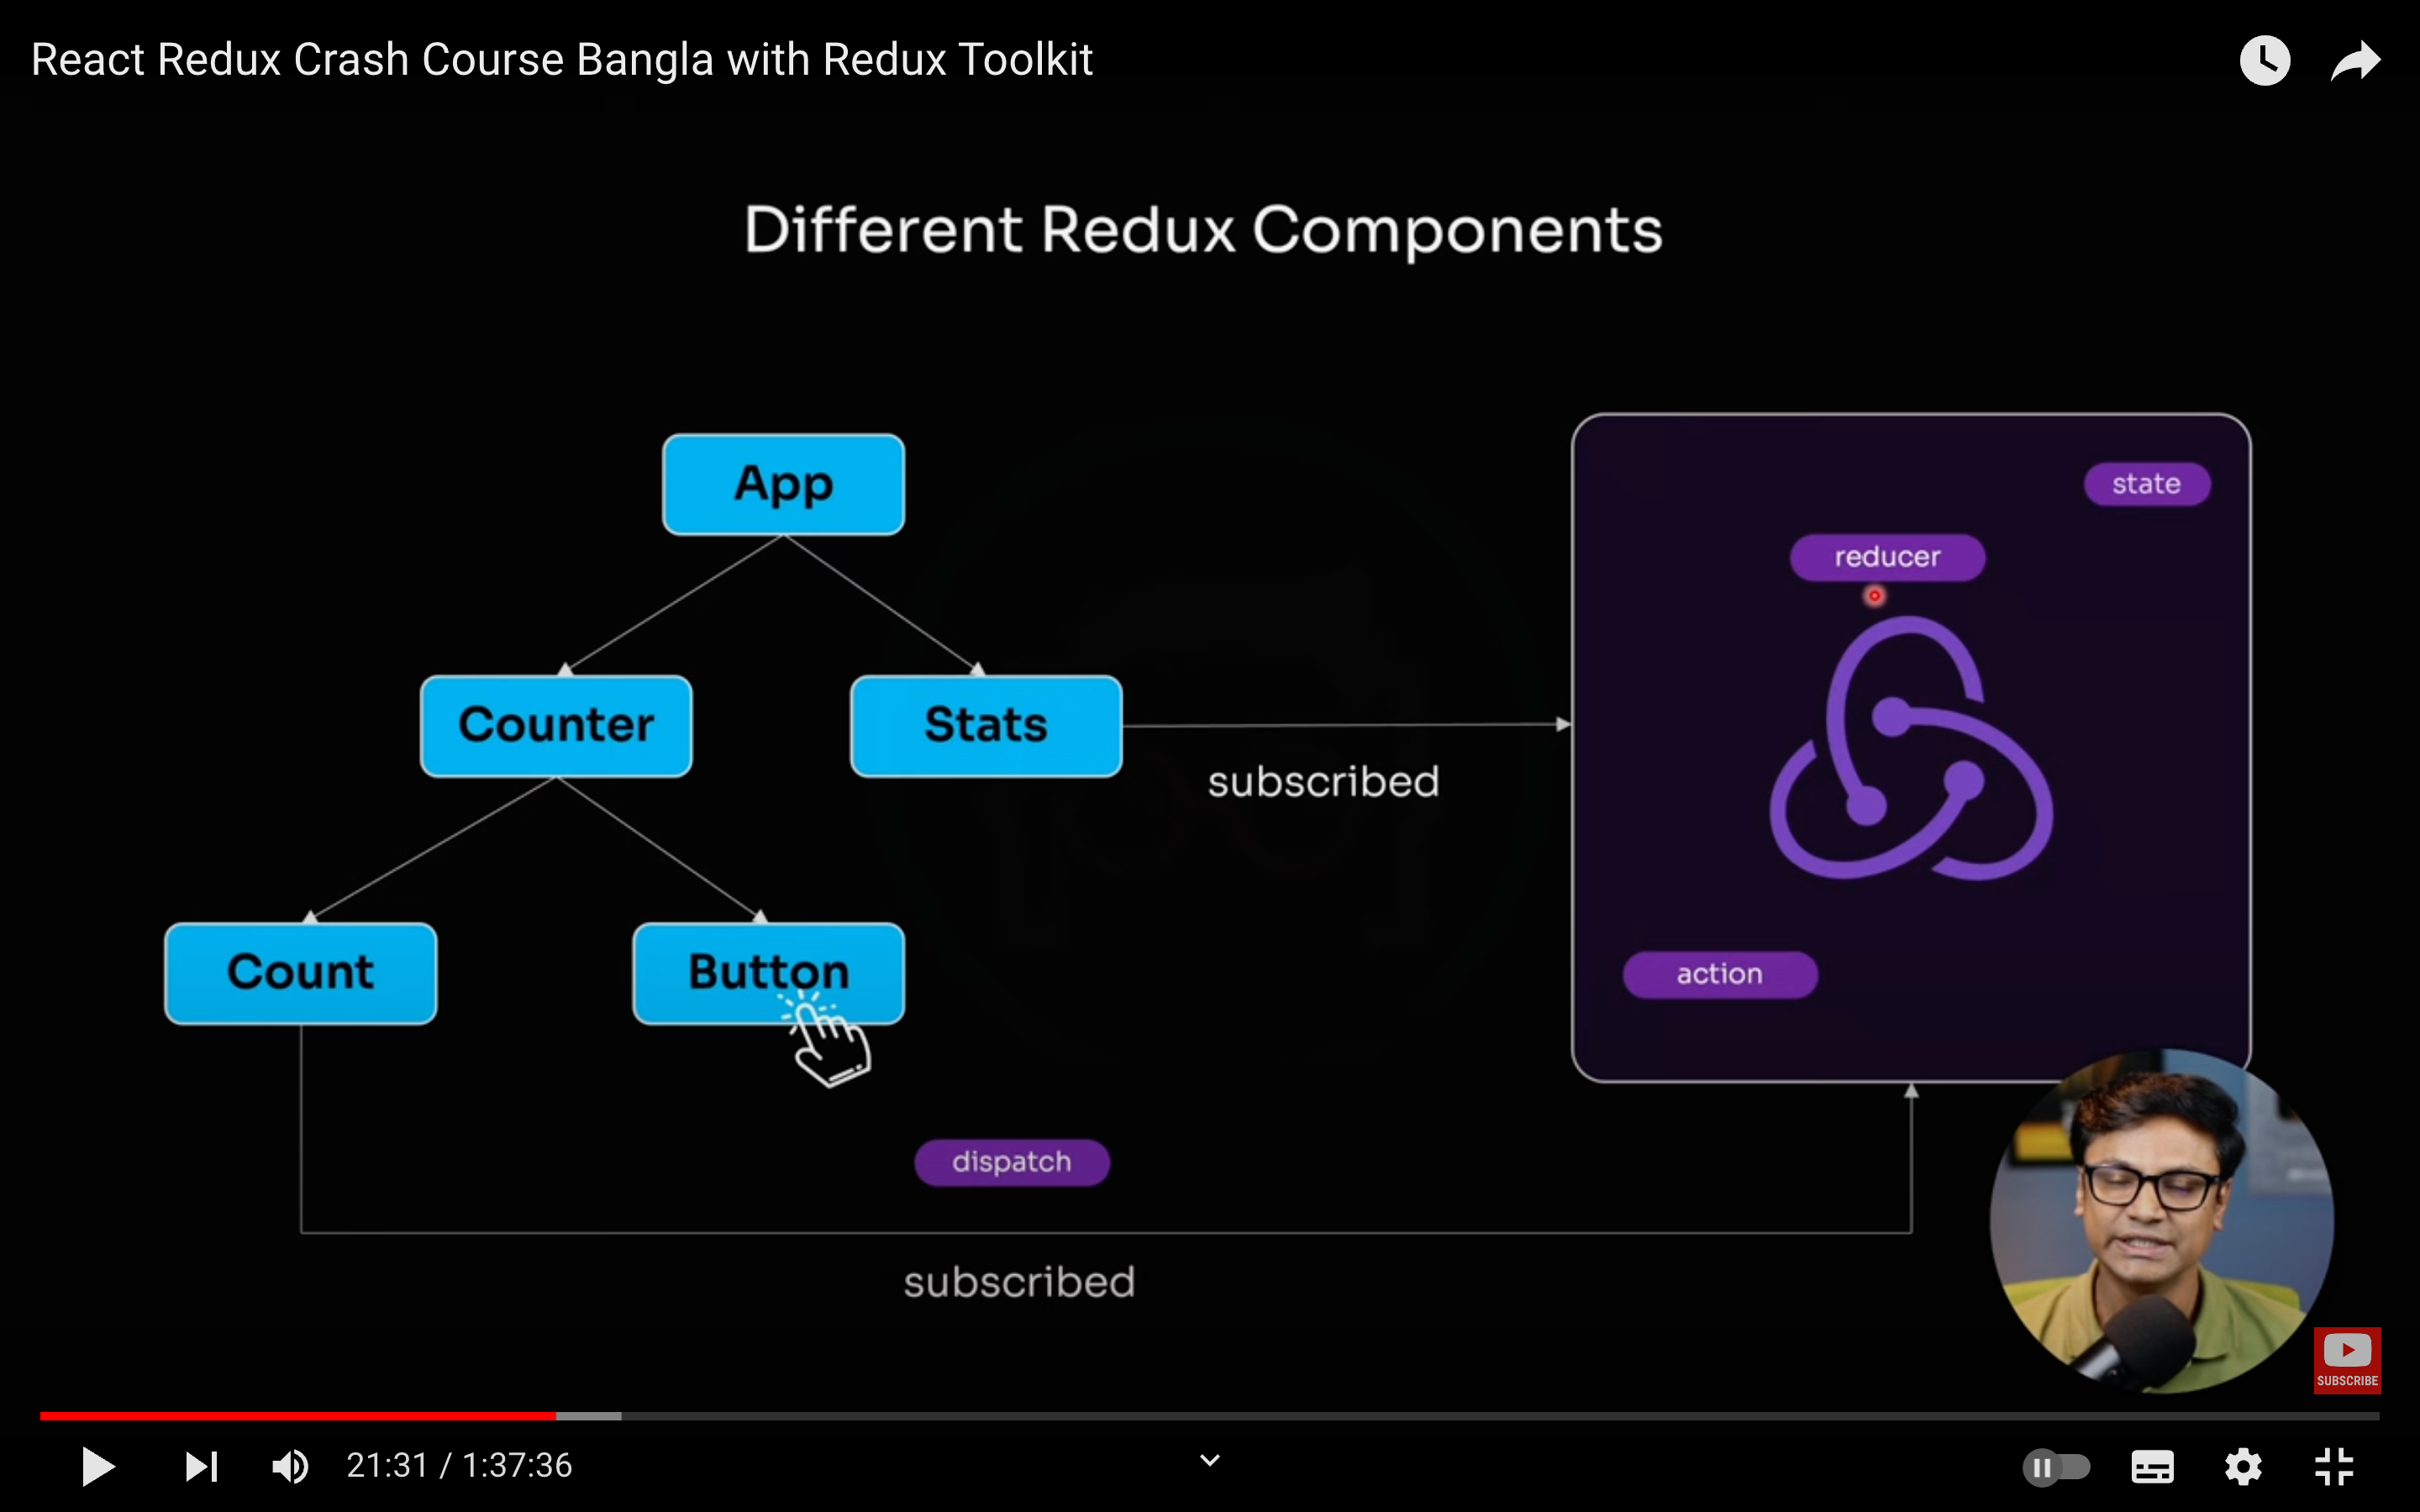 React Redux Crash Course Bangla with Redux Toolkit
Different Redux Components
App
state
reducer
Counter
Stats
subscribed
Count
Button
action
dispatch
subscribed
SUBSCRIBE
21:31 / 1:37:36